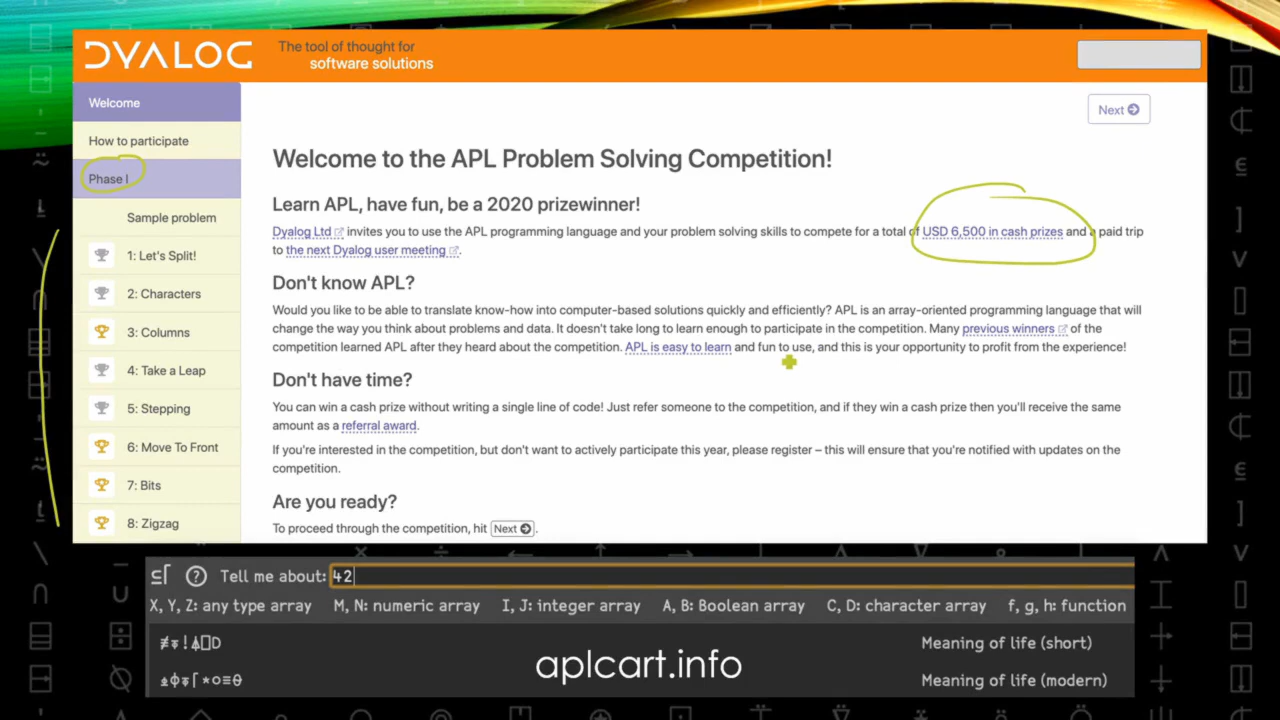 DYALOG
The tool of thought for
software solutions
Welcome
How to participate
Phase I
Sample problem
1: Let's Split!
2: Characters
3: Columns
4: Take a Leap
5: Stepping
6: Move To Front
7: Bits
8: Zigzag
Next
Welcome to the APL Problem Solving Competition!
Learn APL, have fun, be a 2020 prizewinner!
Dyalog Ltd invites you to use the APL programming language and your problem solving skills to compete for a total of USD 6,500 in cash prizes and a paid trip
to the next Dyalog user meeting.
Don't know APL?
Would you like to be able to translate know-how into computer-based solutions quickly and efficiently? APL is an array-oriented programming language that will
change the way you think about problems and data. It doesn't take long to learn enough to participate in the competition. Many previous winners of the
competition learned APL after they heard about the competition. APL is easy to learn and fun to use, and this is your opportunity to profit from the experience!
Don't have time?
You can win a cash prize without writing a single line of code! Just refer someone to the competition, and if they win a cash prize then you'll receive the same
amount as a referral award.
If you're interested in the competition, but don't want to actively participate this year, please register – this will ensure that you're notified with updates on the
competition.
Are you ready?
To proceed through the competition, hit Next.
⊆⌈ ? Tell me about: 42
X, Y, Z: any type array M, N: numeric array I, J: integer array A, B: Boolean array C, D: character array f, g, h: function
Meaning of life (short)
Meaning of life (modern)
aplcart.info